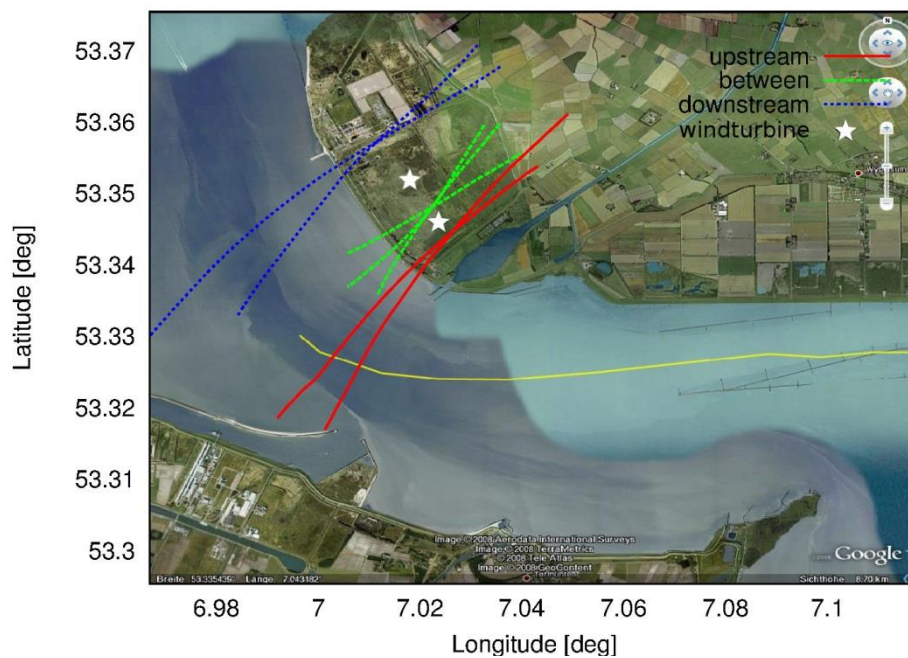 53.37
53.36
53.35
53.34
53.33
53.32
53.31
53.3
Latitude [deg]
N
upstream
between
downstream
windturbine
Image © 2008 Aerodata International Surveys
Image © 2008 TerraMetrics
© 2008 Tele Atlas
Image © 2008 GeoContent
Google
Breite 53.335439° Länge 7.043182°
Sichthöhe 8.70 km
6.98 7 7.02 7.04 7.06 7.08 7.1
Longitude [deg]